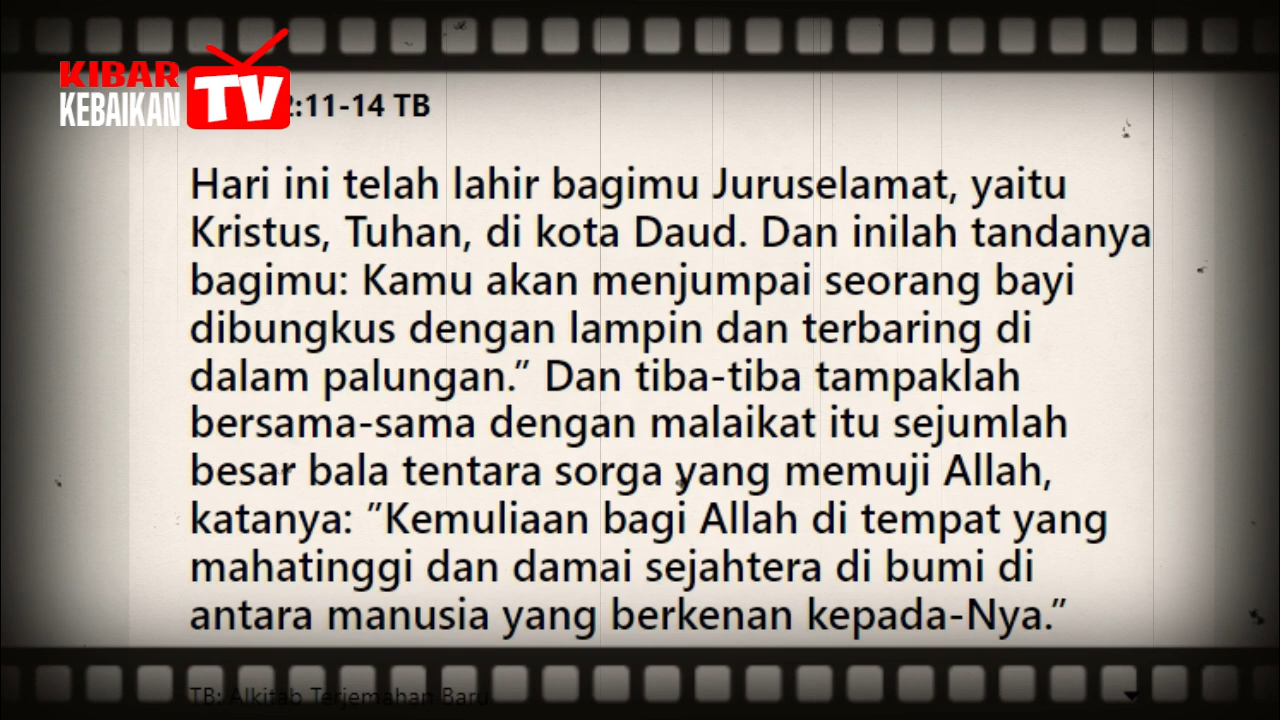 KIBAR
KEBAIKAN
TV
2:11-14 TB
Hari ini telah lahir bagimu Juruselamat, yaitu
Kristus, Tuhan, di kota Daud. Dan inilah tandanya
bagimu: Kamu akan menjumpai seorang bayi
dibungkus dengan lampin dan terbaring di
dalam palungan.” Dan tiba-tiba tampaklah
bersama-sama dengan malaikat itu sejumlah
besar bala tentara sorga yang memuji Allah,
katanya: ”Kemuliaan bagi Allah di tempat yang
mahatinggi dan damai sejahtera di bumi di
antara manusia yang berkenan kepada-Nya.”
TB: Alkitab Terjemahan Baru